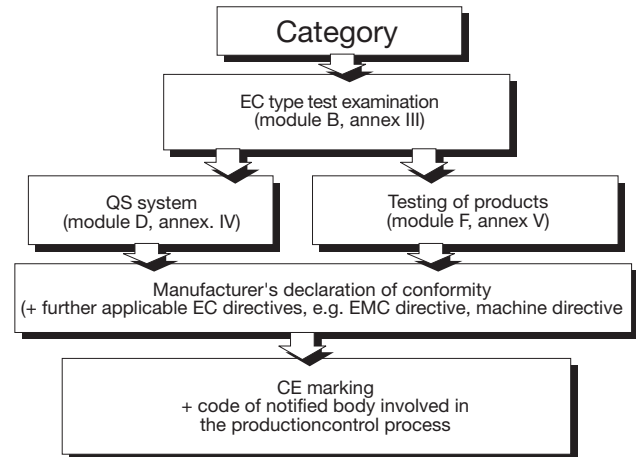 Category
EC type test examination
(module B, annex III)
QS system
(module D, annex. IV)
Testing of products
(module F, annex V)
Manufacturer's declaration of conformity
(+ further applicable EC directives, e.g. EMC directive, machine directive
CE marking
+ code of notified body involved in
the productioncontrol process